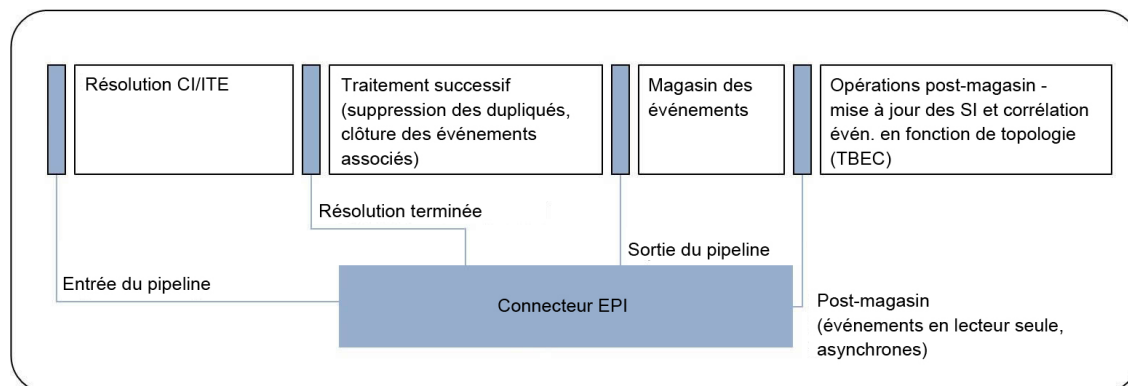 Résolution CI/ITE
Traitement successif
(suppression des dupliqués,
clôture des événements
associés)
Magasin des
événements
Opérations post-magasin -
mise à jour des SI et corrélation
évén. en fonction de topologie
(TBEC)
Résolution terminée
Sortie du pipeline
Entrée du pipeline
Connecteur EPI
Post-magasin
(événements en lecteur seule,
asynchrones)